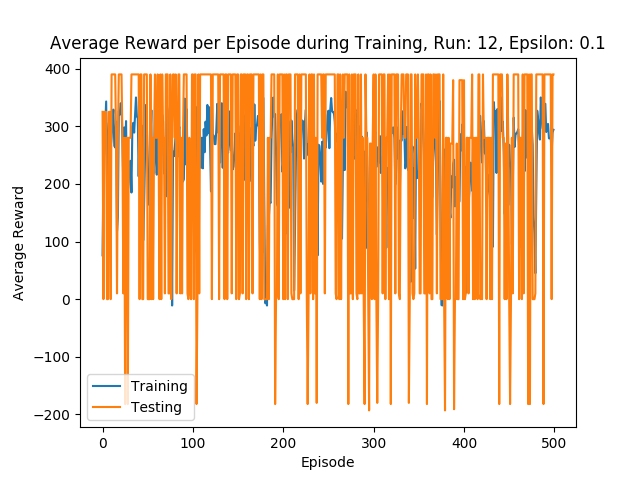 Average Reward per Episode during Training, Run: 12, Epsilon: 0.1
400
300
200
100
0
−100
−200
Average Reward
Training
Testing
0 100 200 300 400 500
Episode